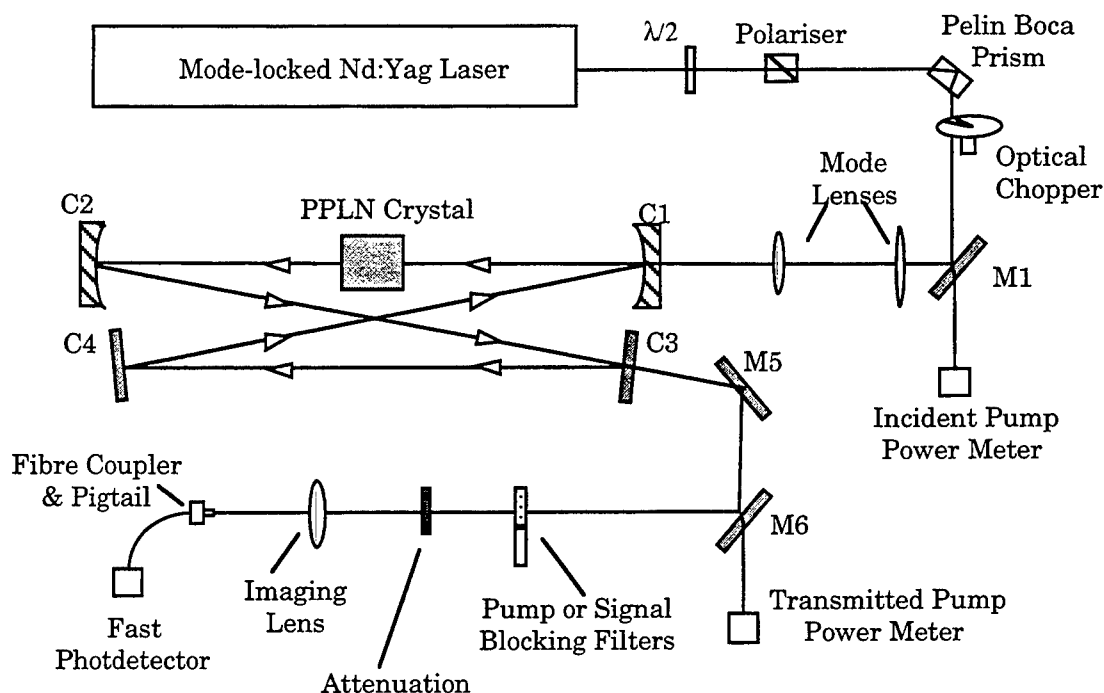 Mode-locked Nd:Yag Laser
λ/2
Polariser
Pelin Boca
Prism
Optical
Chopper
Mode
Lenses
C2
PPLN Crystal
C1
M1
C4
C3
M5
Incident Pump
Power Meter
Fibre Coupler
& Pigtail
M6
Imaging
Lens
Pump or Signal
Blocking Filters
Transmitted Pump
Power Meter
Fast
Photdetector
Attenuation